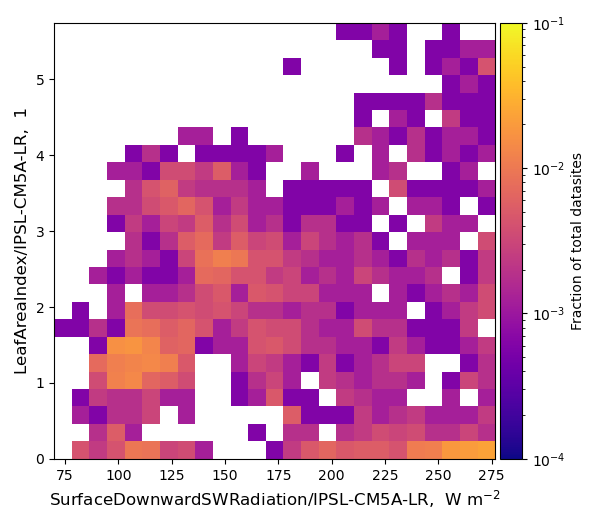 LeafAreaIndex/IPSL-CM5A-LR, 1
5
4
3
2
1
0
75 100 125 150 175 200 225 250 275
SurfaceDownwardSWRadiation/IPSL-CM5A-LR, W m⁻²
10⁻¹
10⁻²
10⁻³
10⁻⁴
Fraction of total datasites